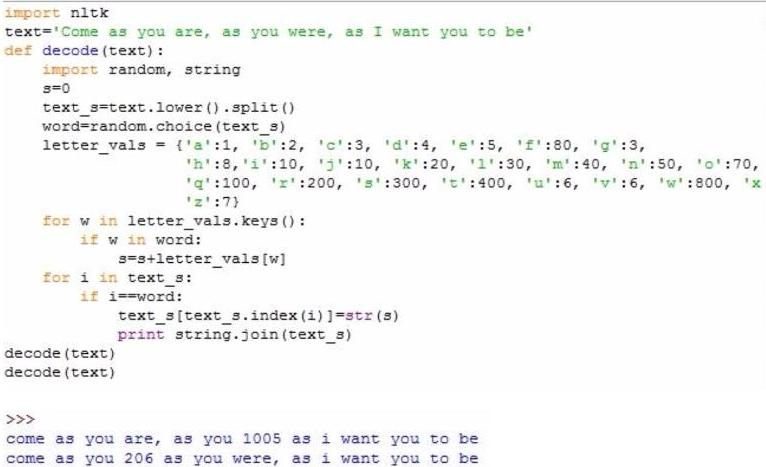 import nltk
text='Come as you are, as you were, as I want you to be'
def decode(text):
    import random, string
    s=0
    text_s=text.lower().split()
    word=random.choice(text_s)
    letter_vals = {'a':1, 'b':2, 'c':3, 'd':4, 'e':5, 'f':80, 'g':3,
                   'h':8,'i':10, 'j':10, 'k':20, 'l':30, 'm':40, 'n':50, 'o':70,
                   'q':100, 'r':200, 's':300, 't':400, 'u':6, 'v':6, 'w':800, 'x
                   'z':7}
    for w in letter_vals.keys():
        if w in word:
            s=s+letter_vals[w]
    for i in text_s:
        if i==word:
            text_s[text_s.index(i)]=str(s)
            print string.join(text_s)
decode(text)
decode(text)
>>>
come as you are, as you 1005 as i want you to be
come as you 206 as you were, as i want you to be